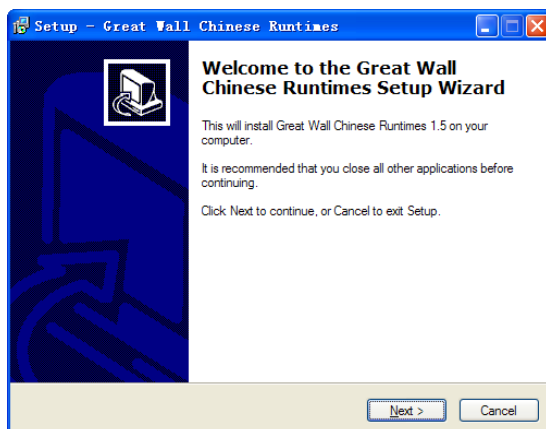 Setup - Great Wall Chinese Runtimes
Welcome to the Great Wall
Chinese Runtimes Setup Wizard
This will install Great Wall Chinese Runtimes 1.5 on your
computer.
It is recommended that you close all other applications before
continuing.
Click Next to continue, or Cancel to exit Setup.
Next >
Cancel